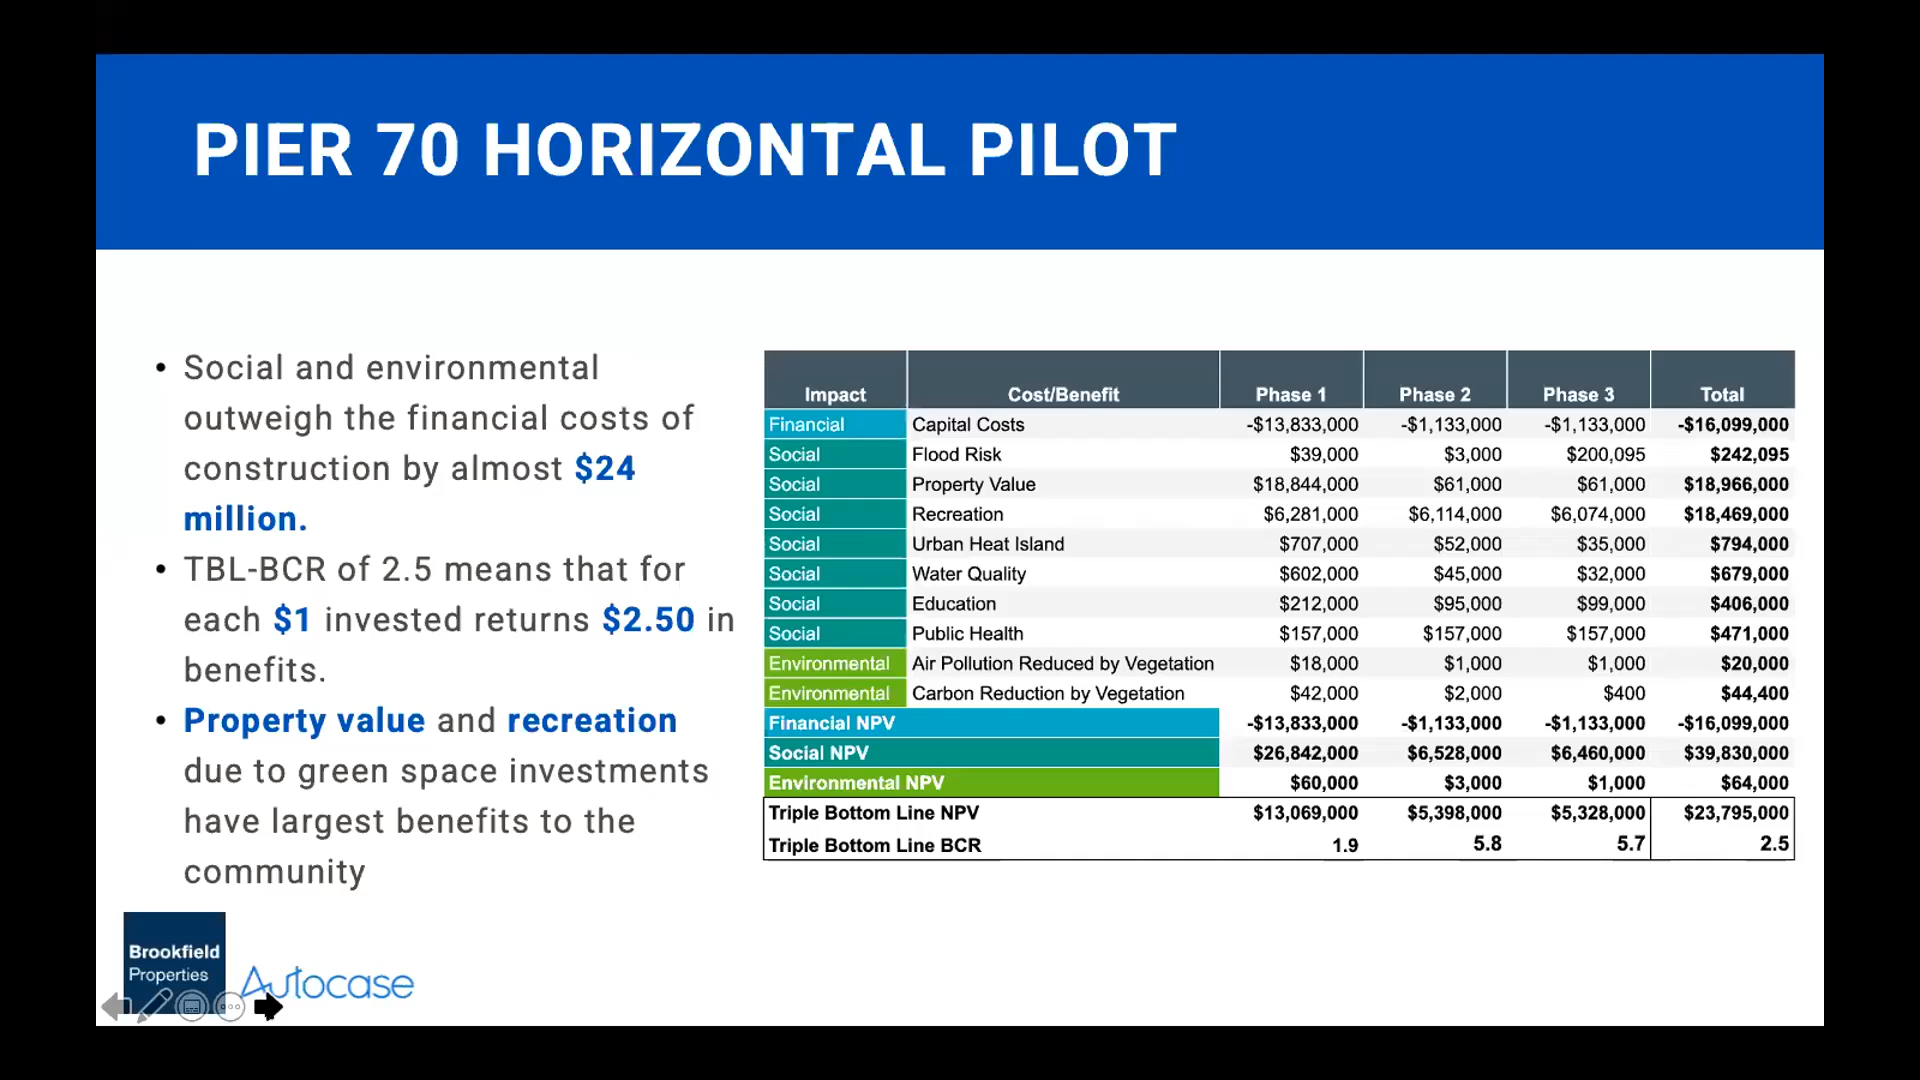 PIER 70 HORIZONTAL PILOT
• Social and environmental
outweigh the financial costs of
construction by almost $24
million.
• TBL-BCR of 2.5 means that for
each $1 invested returns $2.50 in
benefits.
• Property value and recreation
due to green space investments
have largest benefits to the
community
Impact Cost/Benefit Phase 1 Phase 2 Phase 3 Total
Financial Capital Costs -$13,833,000 -$1,133,000 -$1,133,000 -$16,099,000
Social Flood Risk $39,000 $3,000 $200,095 $242,095
Social Property Value $18,844,000 $61,000 $61,000 $18,966,000
Social Recreation $6,281,000 $6,114,000 $6,074,000 $18,469,000
Social Urban Heat Island $707,000 $52,000 $35,000 $794,000
Social Water Quality $602,000 $45,000 $32,000 $679,000
Social Education $212,000 $95,000 $99,000 $406,000
Social Public Health $157,000 $157,000 $157,000 $471,000
Environmental Air Pollution Reduced by Vegetation $18,000 $1,000 $1,000 $20,000
Environmental Carbon Reduction by Vegetation $42,000 $2,000 $400 $44,400
Financial NPV -$13,833,000 -$1,133,000 -$1,133,000 -$16,099,000
Social NPV $26,842,000 $6,528,000 $6,460,000 $39,830,000
Environmental NPV $60,000 $3,000 $1,000 $64,000
Triple Bottom Line NPV $13,069,000 $5,398,000 $5,328,000 $23,795,000
Triple Bottom Line BCR 1.9 5.8 5.7 2.5
Brookfield
Properties
Autocase